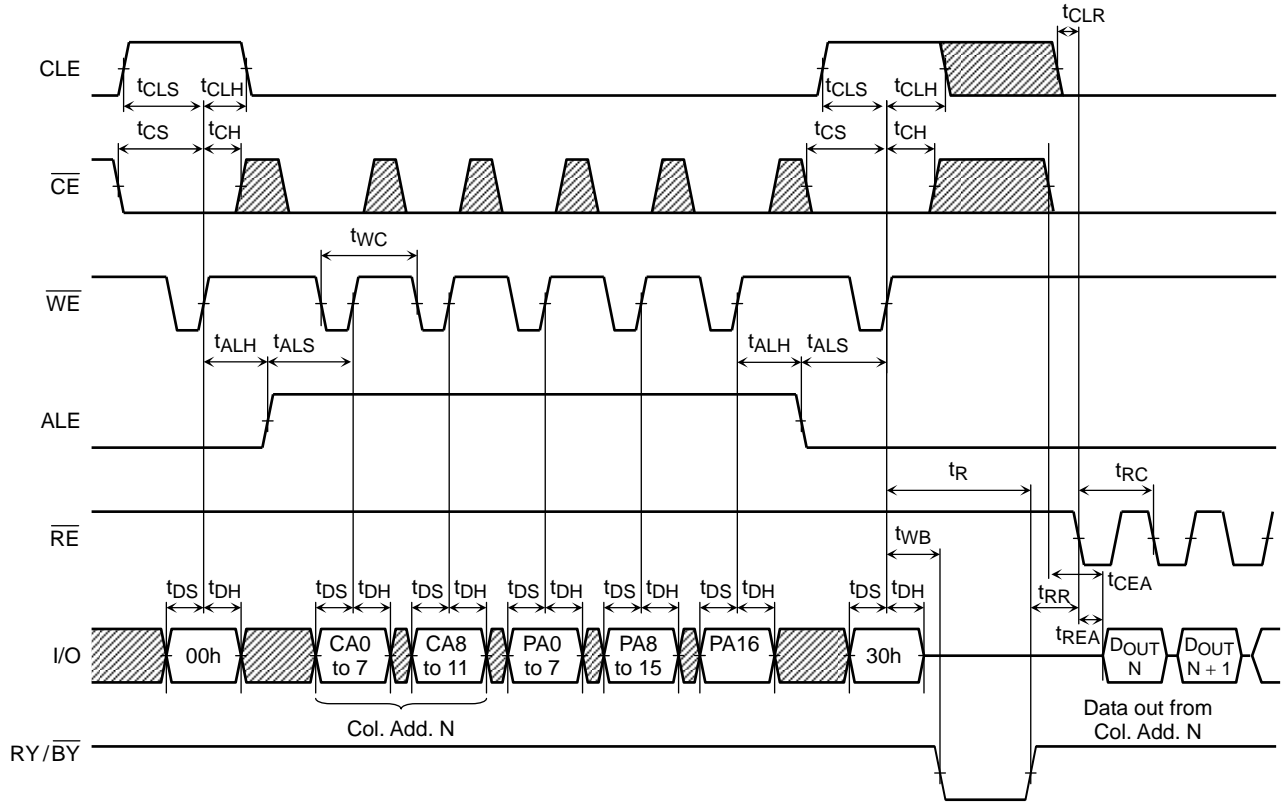 tCLR
CLE
tCLS tCLH tCLS tCLH
tCS tCH tCS tCH
CE
tWC
WE
tALH tALS tALH tALS
ALE
tR tRC
RE
tWB
tCEA
tDS tDH tDS tDH tDS tDH tDS tDH tDS tDH tDS tDH tDS tDH tRR
tREA
I/O 00h CA0 to 7 CA8 to 11 PA0 to 7 PA8 to 15 PA16 30h DOUT N DOUT N + 1
Col. Add. N
Data out from
Col. Add. N
RY/BY